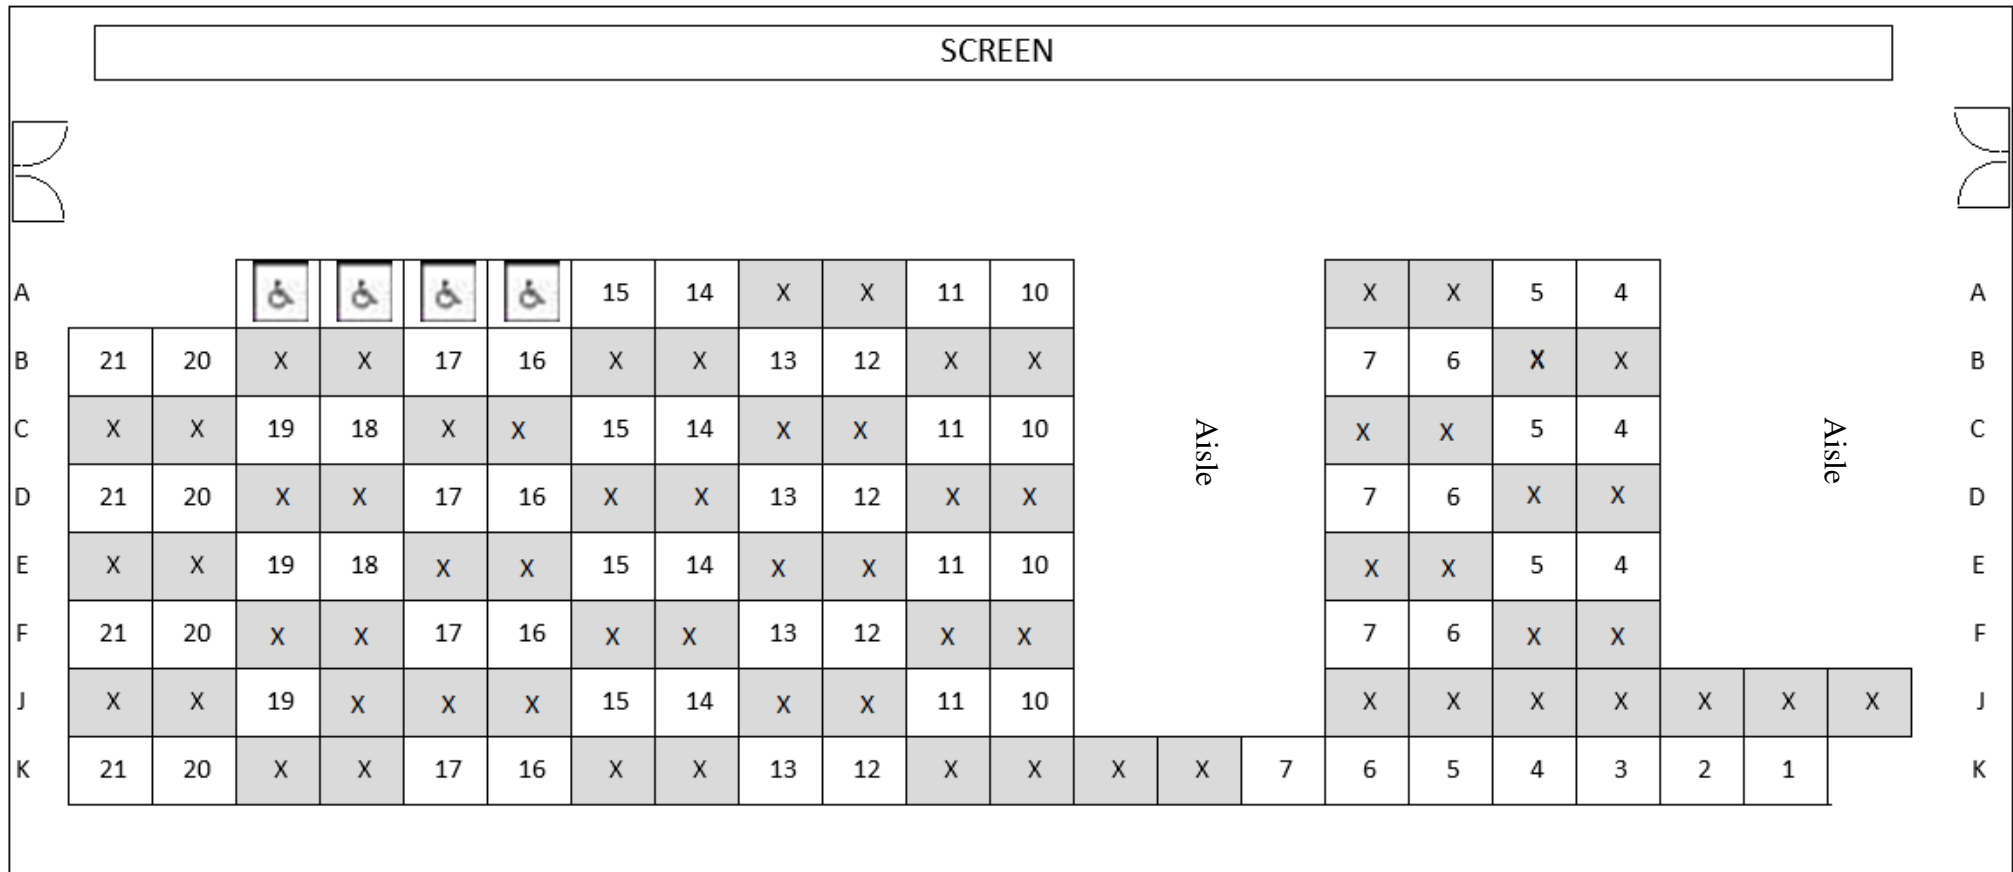 SCREEN
A 15 14 X X 11 10 X X 5 4 A
B 21 20 X X 17 16 X X 13 12 X X 7 6 X X B
C X X 19 18 X X 15 14 X X 11 10 X X 5 4 C
Aisle
Aisle
D 21 20 X X 17 16 X X 13 12 X X 7 6 X X D
E X X 19 18 X X 15 14 X X 11 10 X X 5 4 E
F 21 20 X X 17 16 X X 13 12 X X 7 6 X X F
J X X 19 X X X 15 14 X X 11 10 X X X X X X X J
K 21 20 X X 17 16 X X 13 12 X X X X 7 6 5 4 3 2 1 K